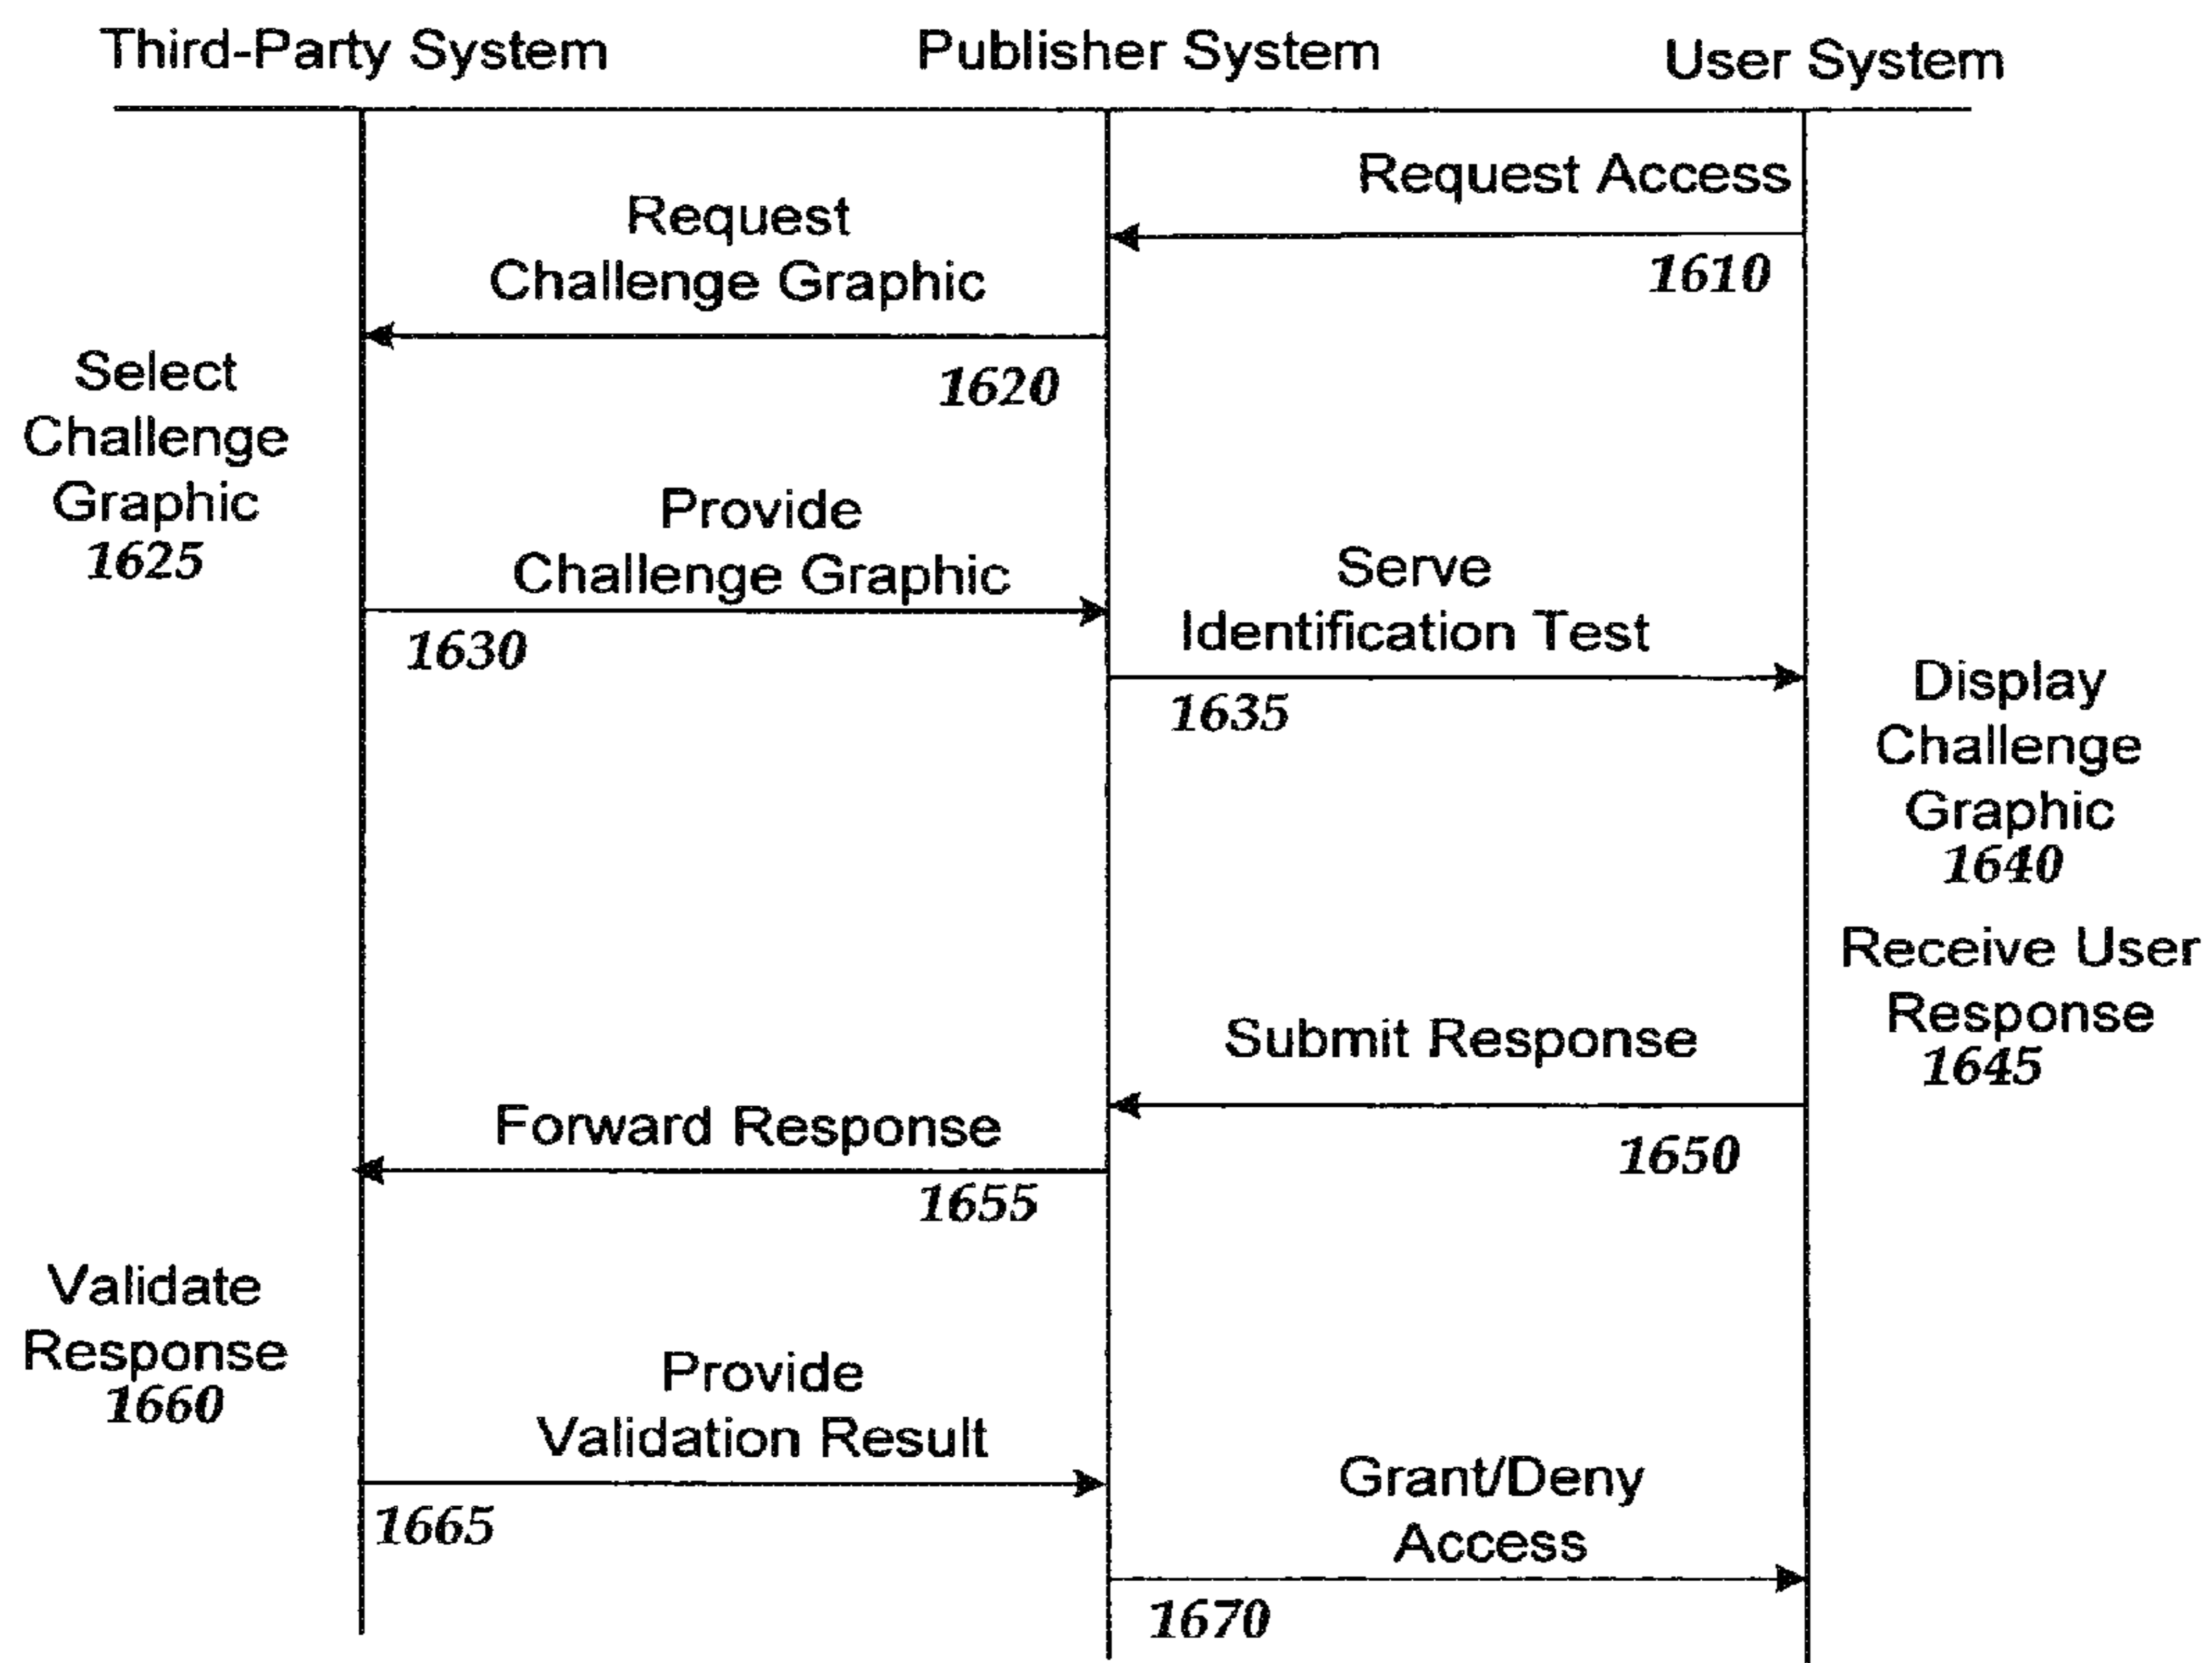 Third-Party System
Publisher System
User System
Request Access
1610
Request
Challenge Graphic
1620
Select
Challenge
Graphic
1625
Provide
Challenge Graphic
1630
Serve
Identification Test
1635
Display
Challenge
Graphic
1640
Receive User
Response
1645
Submit Response
1650
Forward Response
1655
Validate
Response
1660
Provide
Validation Result
1665
Grant/Deny
Access
1670